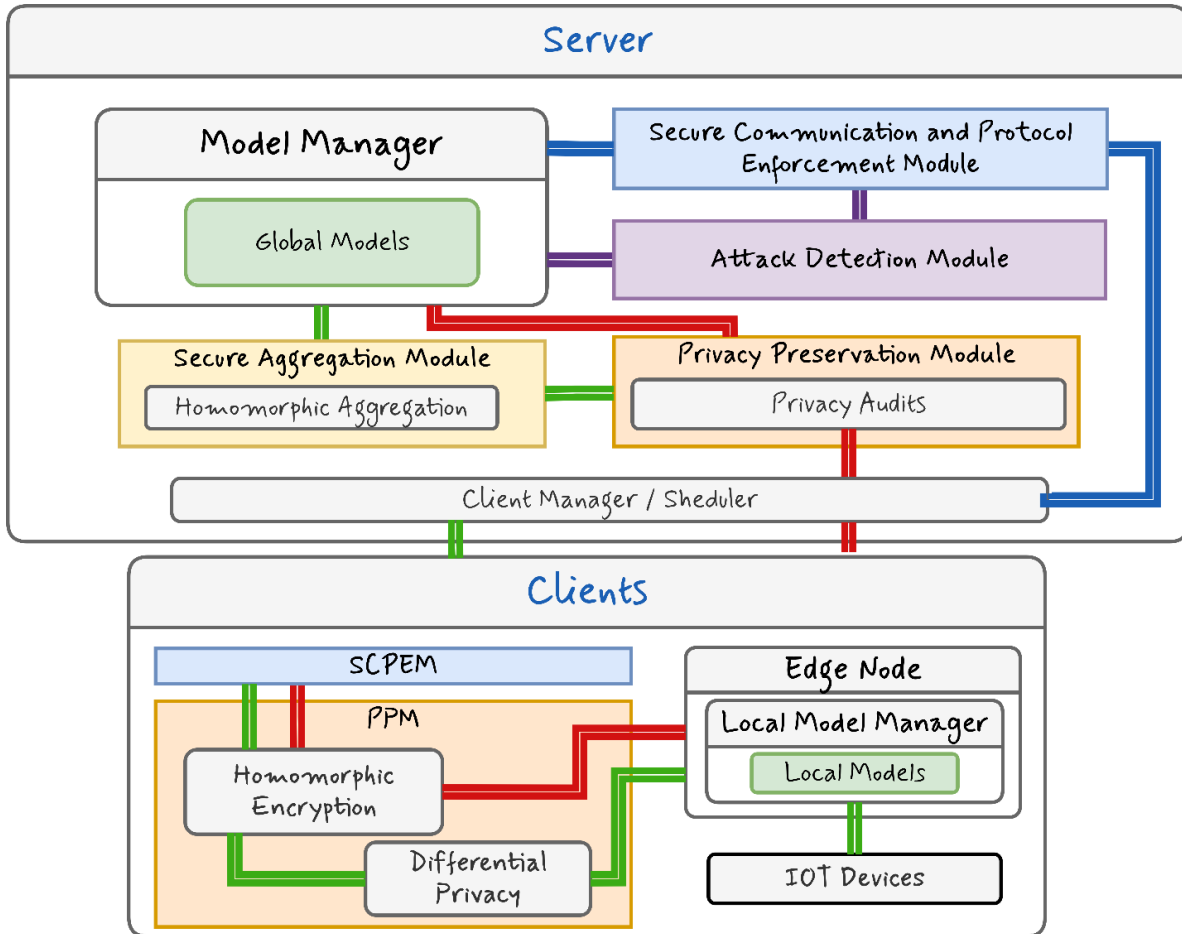 Server
Model Manager
Global Models
Secure Communication and Protocol
Enforcement Module
Attack Detection Module
Secure Aggregation Module
Homomorphic Aggregation
Privacy Preservation Module
Privacy Audits
Client Manager / Sheduler
Clients
SCPEM
PPM
Homomorphic
Encryption
Differential
Privacy
Edge Node
Local Model Manager
Local Models
IOT Devices